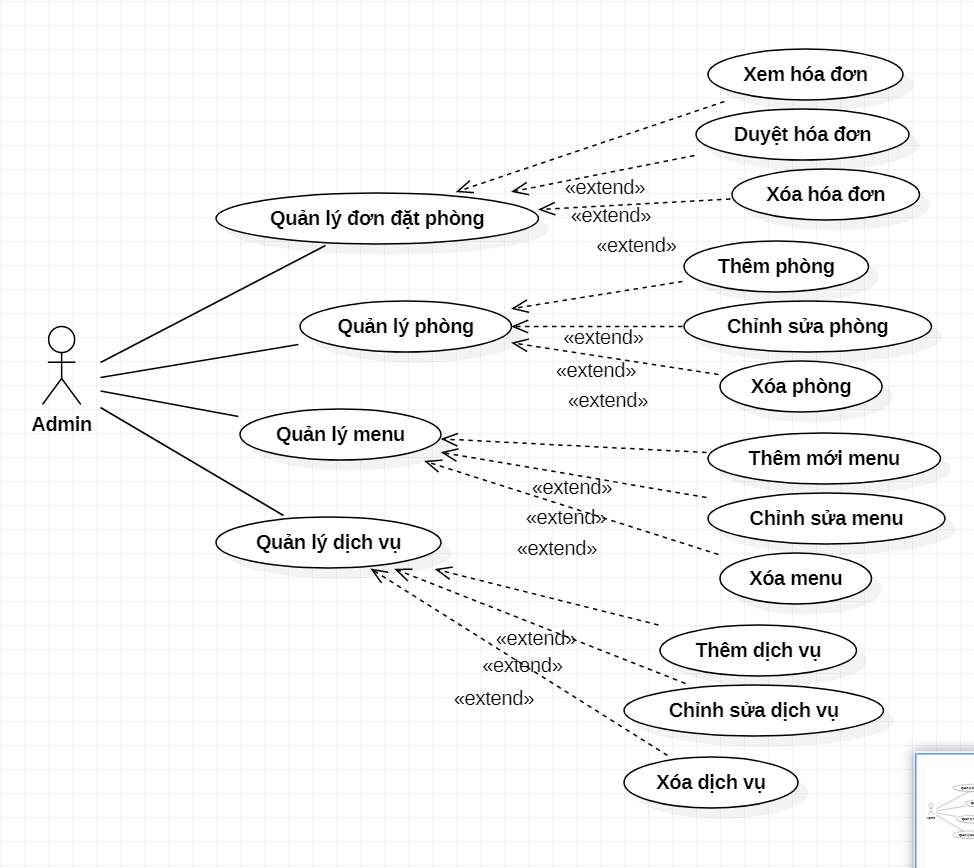 Xem hóa đơn
Duyệt hóa đơn
«extend»
Xóa hóa đơn
Quản lý đơn đặt phòng
«extend»
«extend»
Thêm phòng
Quản lý phòng
Chỉnh sửa phòng
«extend»
«extend»
Xóa phòng
«extend»
Admin
Quản lý menu
Thêm mới menu
«extend»
«extend»
Chỉnh sửa menu
Quản lý dịch vụ
«extend»
Xóa menu
«extend»
Thêm dịch vụ
«extend»
«extend»
Chỉnh sửa dịch vụ
Xóa dịch vụ